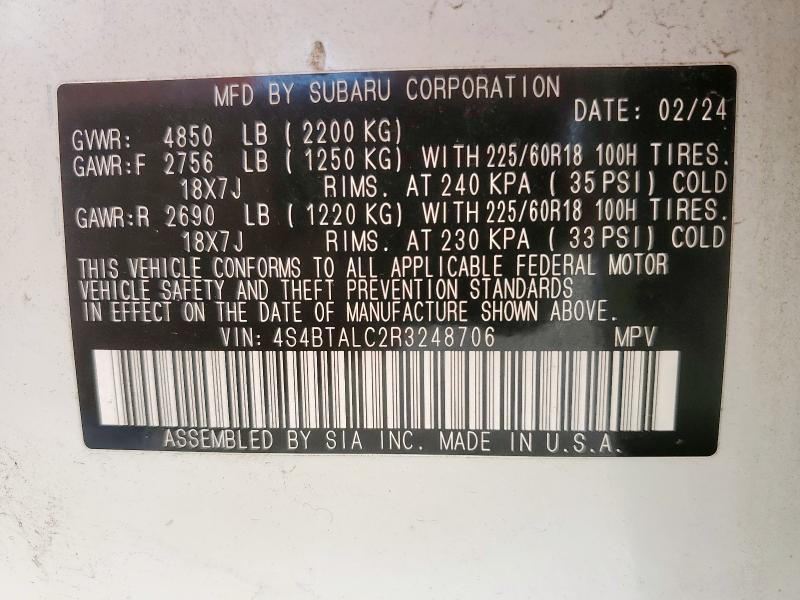 MFD BY SUBARU CORPORATION
DATE: 02/24
GVWR: 4850 LB (2200 KG)
GAWR:F 2756 LB (1250 KG) WITH 225/60R18 100H TIRES.
18X7J RIMS. AT 240 KPA (35 PSI) COLD
GAWR:R 2690 LB (1220 KG) WITH 225/60R18 100H TIRES.
18X7J RIMS. AT 230 KPA (33 PSI) COLD
THIS VEHICLE CONFORMS TO ALL APPLICABLE FEDERAL MOTOR
VEHICLE SAFETY AND THEFT PREVENTION STANDARDS
IN EFFECT ON THE DATE OF MANUFACTURE SHOWN ABOVE.
VIN: 4S4BTALC2R3248706 MPV
ASSEMBLED BY SIA INC. MADE IN U.S.A.